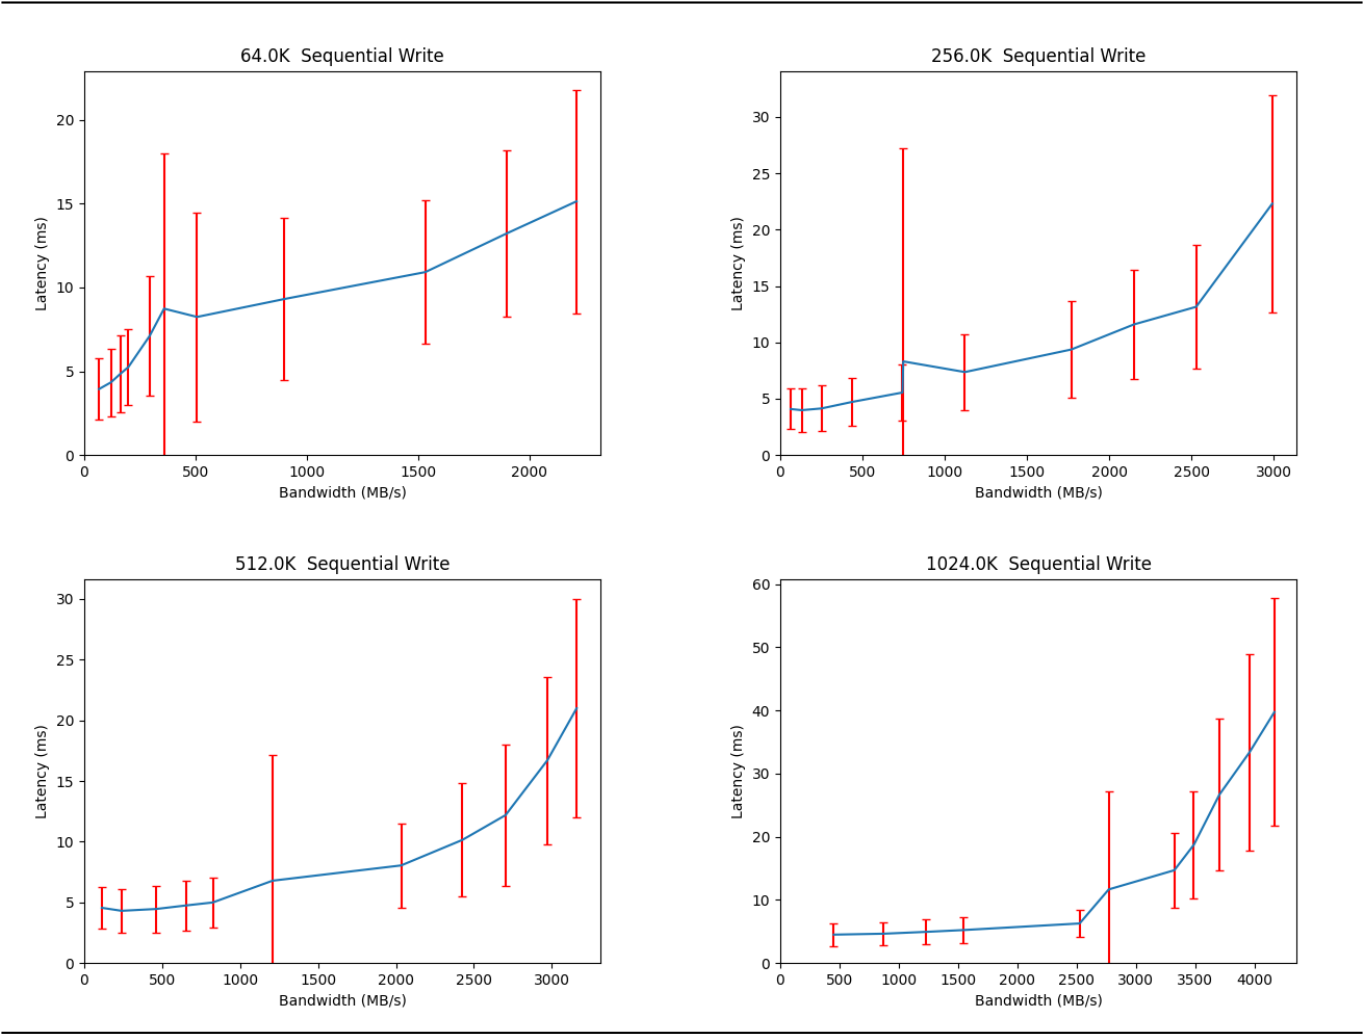 64.0K  Sequential Write
20
15
10
5
0
Latency (ms)
0 500 1000 1500 2000
Bandwidth (MB/s)
256.0K  Sequential Write
30
25
20
15
10
5
0
Latency (ms)
0 500 1000 1500 2000 2500 3000
Bandwidth (MB/s)
512.0K  Sequential Write
30
25
20
15
10
5
0
Latency (ms)
0 500 1000 1500 2000 2500 3000
Bandwidth (MB/s)
1024.0K  Sequential Write
60
50
40
30
20
10
0
Latency (ms)
0 500 1000 1500 2000 2500 3000 3500 4000
Bandwidth (MB/s)